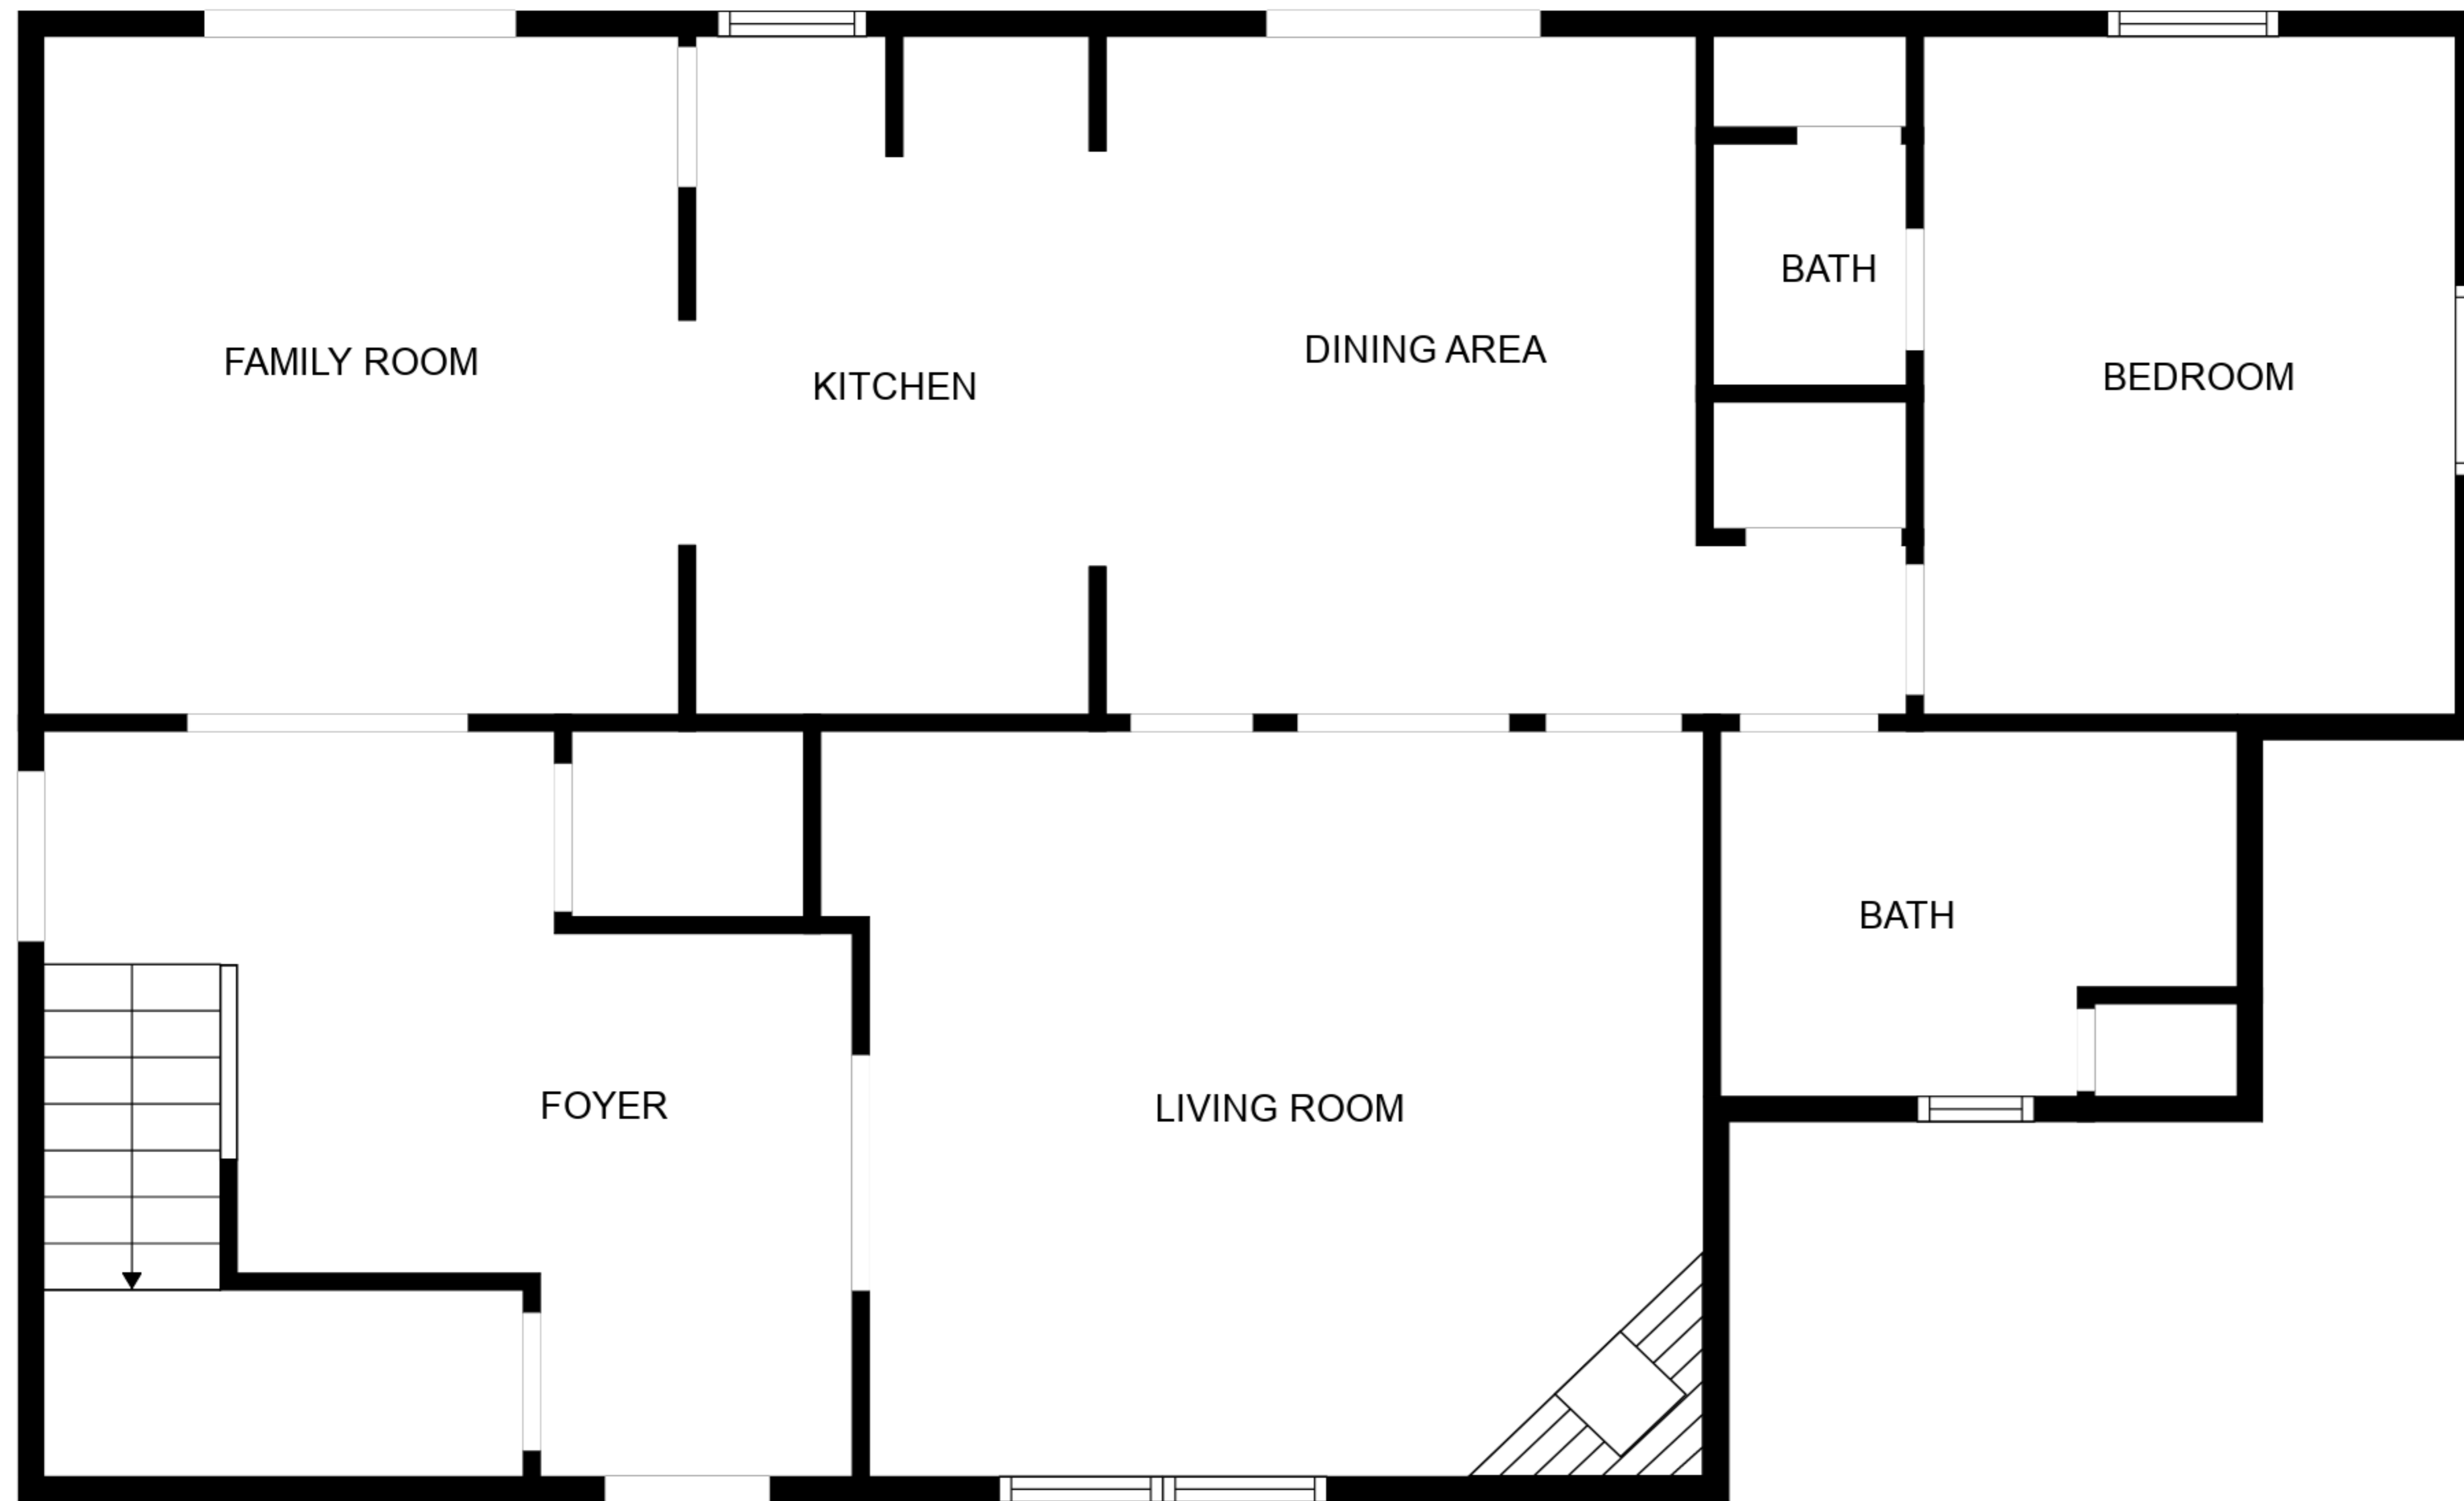 FAMILY ROOM
KITCHEN
DINING AREA
BATH
BEDROOM
FOYER
LIVING ROOM
BATH